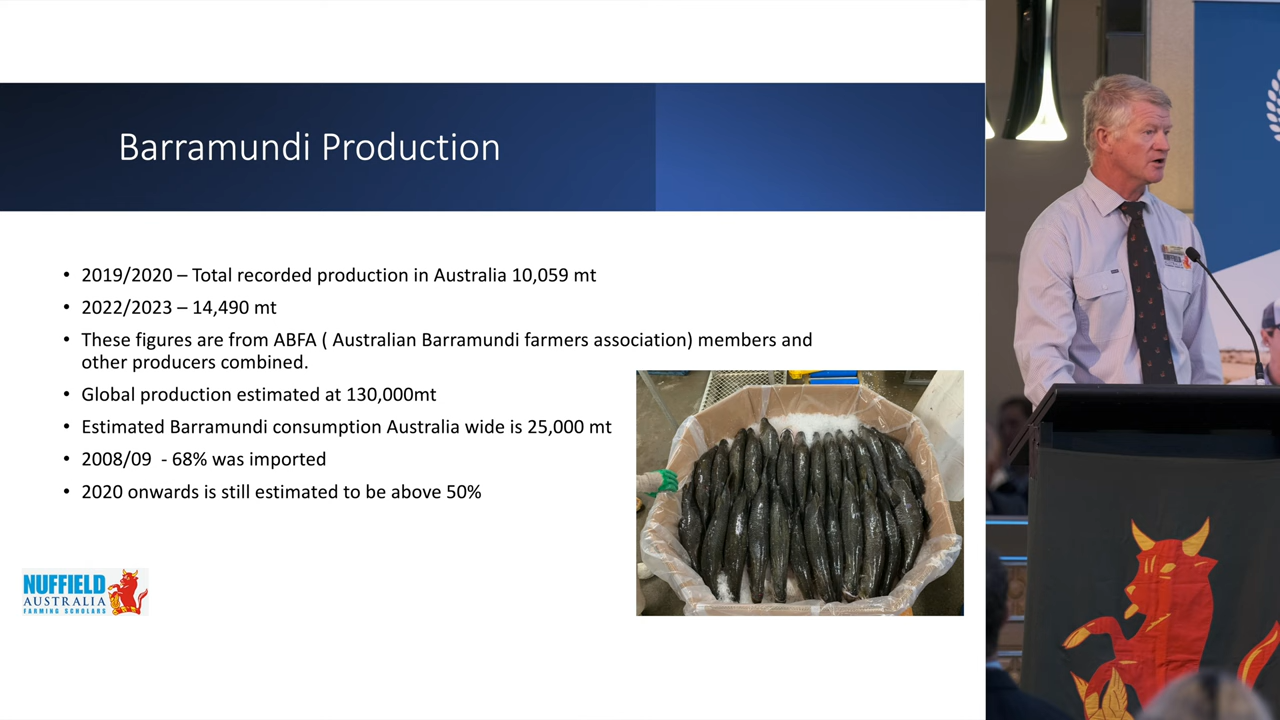 Barramundi Production
• 2019/2020 – Total recorded production in Australia 10,059 mt
• 2022/2023 – 14,490 mt
• These figures are from ABFA ( Australian Barramundi farmers association) members and
other producers combined.
• Global production estimated at 130,000mt
• Estimated Barramundi consumption Australia wide is 25,000 mt
• 2008/09 - 68% was imported
• 2020 onwards is still estimated to be above 50%
NUFFIELD
AUSTRALIA
FARMING SCHOLARS
NUFFIELD